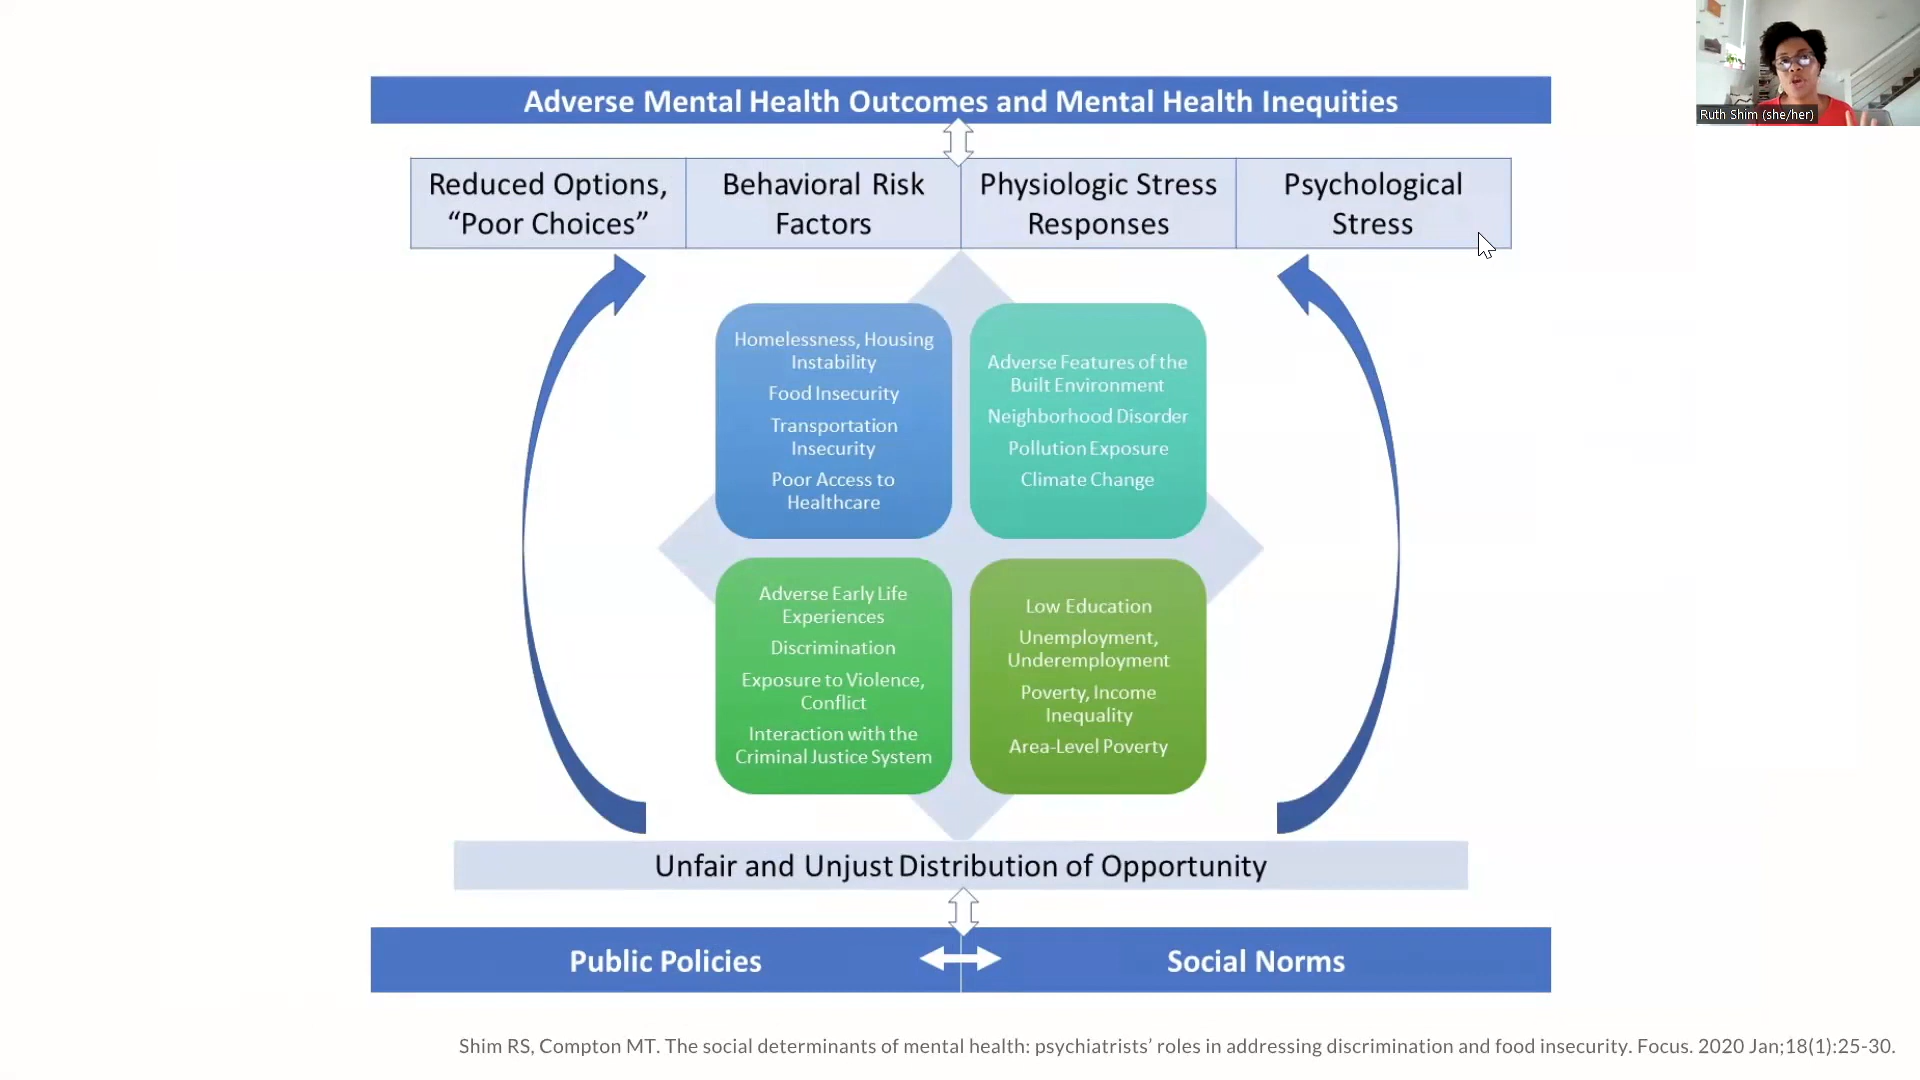 Ruth Shim (she/her)
Adverse Mental Health Outcomes and Mental Health Inequities
Reduced Options,
“Poor Choices”
Behavioral Risk
Factors
Physiologic Stress
Responses
Psychological
Stress
Homelessness, Housing
Instability
Food Insecurity
Transportation
Insecurity
Poor Access to
Healthcare
Adverse Features of the
Built Environment
Neighborhood Disorder
Pollution Exposure
Climate Change
Adverse Early Life
Experiences
Discrimination
Exposure to Violence,
Conflict
Interaction with the
Criminal Justice System
Low Education
Unemployment,
Underemployment
Poverty, Income
Inequality
Area-Level Poverty
Unfair and Unjust Distribution of Opportunity
Public Policies
Social Norms
Shim RS, Compton MT. The social determinants of mental health: psychiatrists’ roles in addressing discrimination and food insecurity. Focus. 2020 Jan;18(1):25-30.